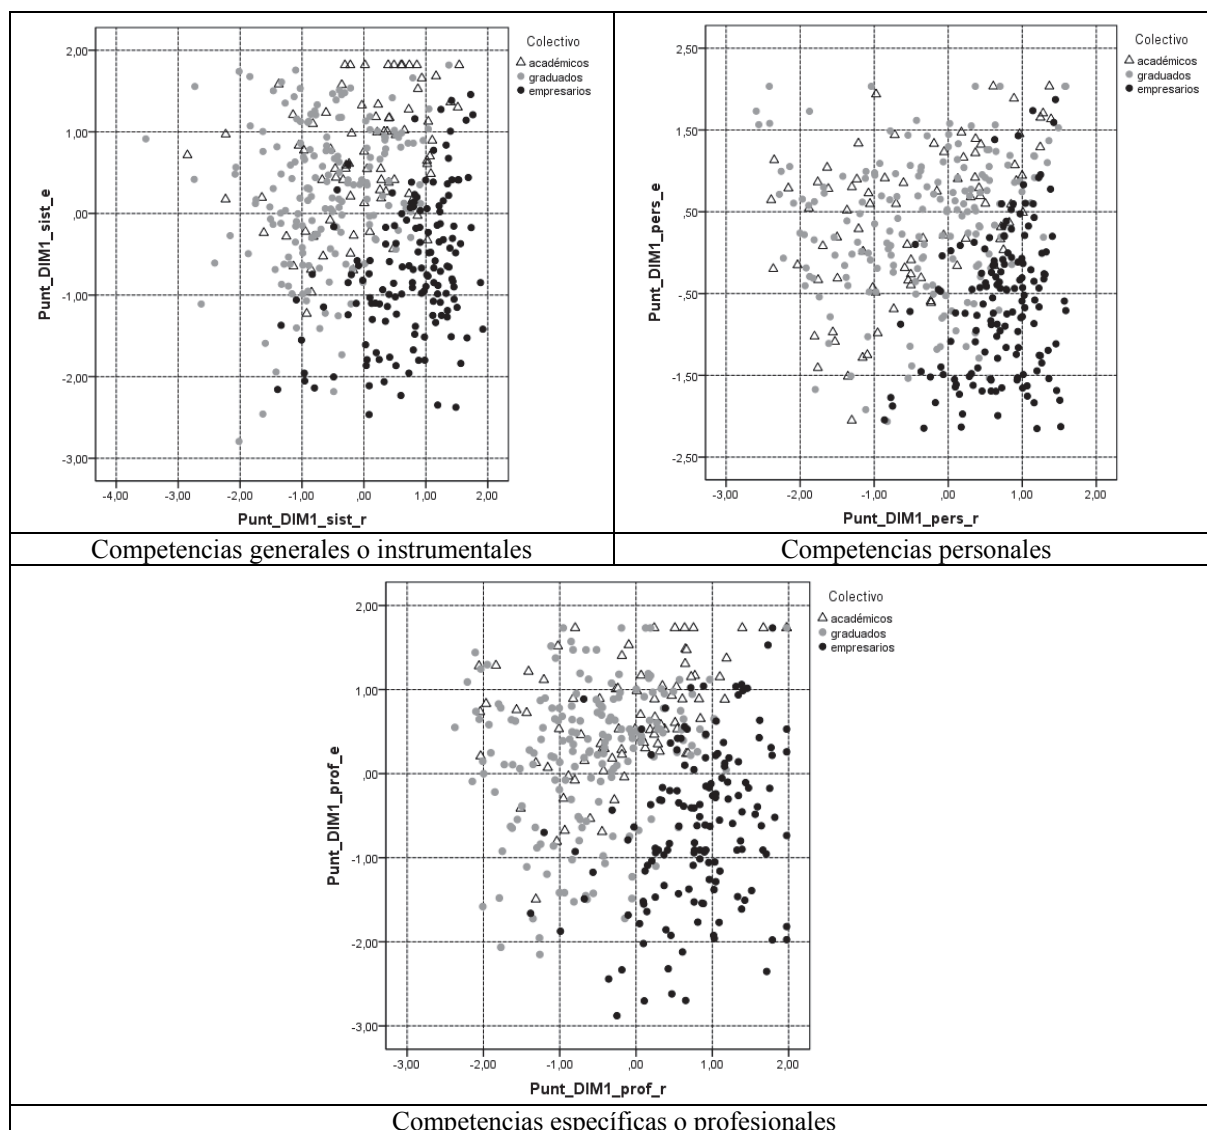 Colectivo
académicos
graduados
empresarios
2,00
1,00
,00
-1,00
-2,00
-3,00
Punt_DIM1_sist_e
-4,00 -3,00 -2,00 -1,00 ,00 1,00 2,00
Punt_DIM1_sist_r
Competencias generales o instrumentales
Colectivo
académicos
graduados
empresarios
2,50
1,50
,50
-,50
-1,50
-2,50
Punt_DIM1_pers_e
-3,00 -2,00 -1,00 ,00 1,00 2,00
Punt_DIM1_pers_r
Competencias personales
Colectivo
académicos
graduados
empresarios
2,00
1,00
,00
-1,00
-2,00
-3,00
Punt_DIM1_prof_e
-3,00 -2,00 -1,00 ,00 1,00 2,00
Punt_DIM1_prof_r
Competencias específicas o profesionales